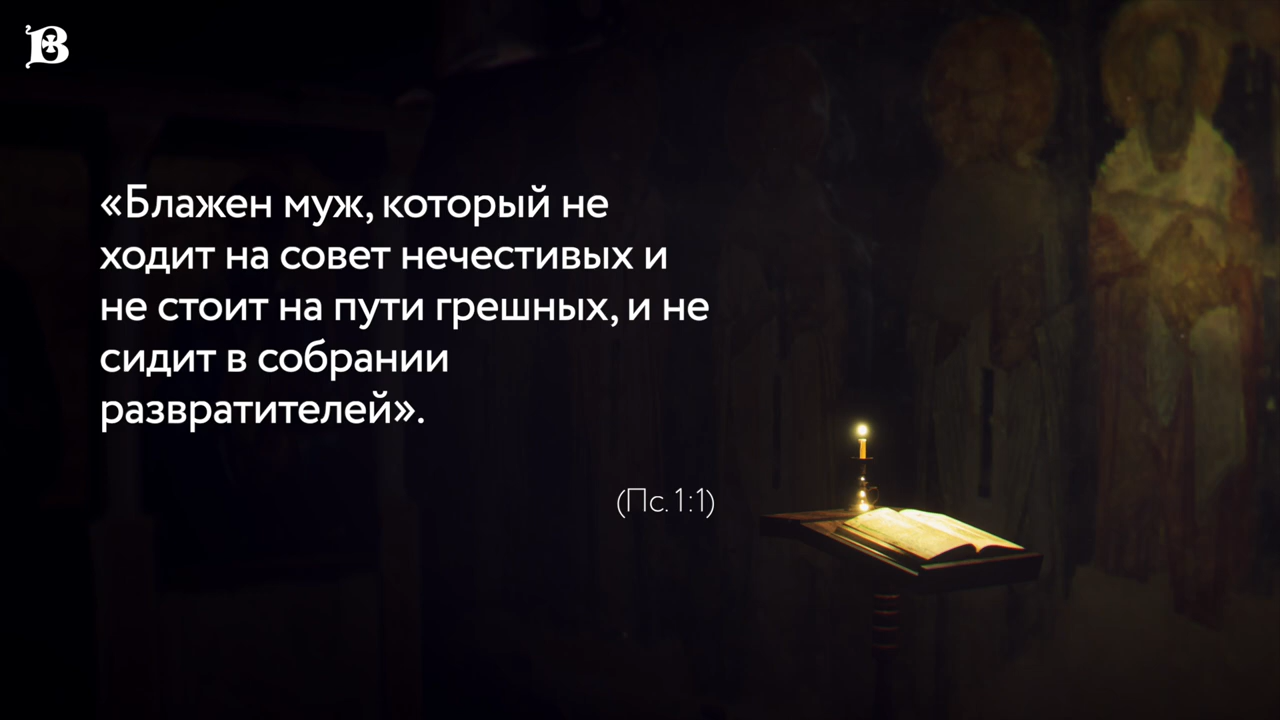 В
«Блажен муж, который не
ходит на совет нечестивых и
не стоит на пути грешных, и не
сидит в собрании
развратителей».
(Пс. 1:1)